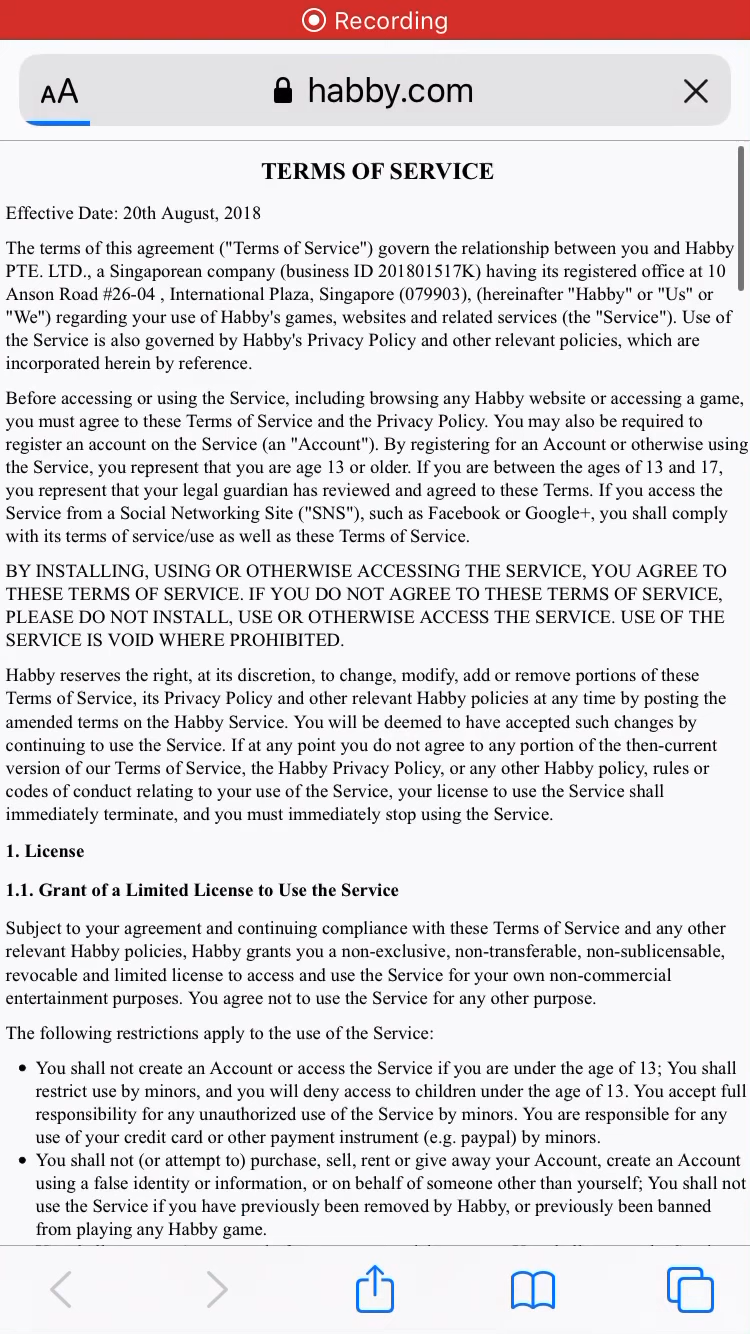 Recording
AA
habby.com
TERMS OF SERVICE
Effective Date: 20th August, 2018
The terms of this agreement ("Terms of Service") govern the relationship between you and Habby
PTE. LTD., a Singaporean company (business ID 201801517K) having its registered office at 10
Anson Road #26-04 , International Plaza, Singapore (079903), (hereinafter "Habby" or "Us" or
"We") regarding your use of Habby's games, websites and related services (the "Service"). Use of
the Service is also governed by Habby's Privacy Policy and other relevant policies, which are
incorporated herein by reference.
Before accessing or using the Service, including browsing any Habby website or accessing a game,
you must agree to these Terms of Service and the Privacy Policy. You may also be required to
register an account on the Service (an "Account"). By registering for an Account or otherwise using
the Service, you represent that you are age 13 or older. If you are between the ages of 13 and 17,
you represent that your legal guardian has reviewed and agreed to these Terms. If you access the
Service from a Social Networking Site ("SNS"), such as Facebook or Google+, you shall comply
with its terms of service/use as well as these Terms of Service.
BY INSTALLING, USING OR OTHERWISE ACCESSING THE SERVICE, YOU AGREE TO
THESE TERMS OF SERVICE. IF YOU DO NOT AGREE TO THESE TERMS OF SERVICE,
PLEASE DO NOT INSTALL, USE OR OTHERWISE ACCESS THE SERVICE. USE OF THE
SERVICE IS VOID WHERE PROHIBITED.
Habby reserves the right, at its discretion, to change, modify, add or remove portions of these
Terms of Service, its Privacy Policy and other relevant Habby policies at any time by posting the
amended terms on the Habby Service. You will be deemed to have accepted such changes by
continuing to use the Service. If at any point you do not agree to any portion of the then-current
version of our Terms of Service, the Habby Privacy Policy, or any other Habby policy, rules or
codes of conduct relating to your use of the Service, your license to use the Service shall
immediately terminate, and you must immediately stop using the Service.
1. License
1.1. Grant of a Limited License to Use the Service
Subject to your agreement and continuing compliance with these Terms of Service and any other
relevant Habby policies, Habby grants you a non-exclusive, non-transferable, non-sublicensable,
revocable and limited license to access and use the Service for your own non-commercial
entertainment purposes. You agree not to use the Service for any other purpose.
The following restrictions apply to the use of the Service:
• You shall not create an Account or access the Service if you are under the age of 13; You shall
restrict use by minors, and you will deny access to children under the age of 13. You accept full
responsibility for any unauthorized use of the Service by minors. You are responsible for any
use of your credit card or other payment instrument (e.g. paypal) by minors.
• You shall not (or attempt to) purchase, sell, rent or give away your Account, create an Account
using a false identity or information, or on behalf of someone other than yourself; You shall not
use the Service if you have previously been removed by Habby, or previously been banned
from playing any Habby game.